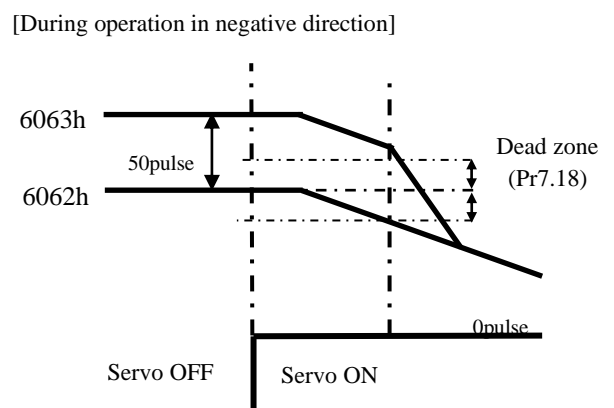 [During operation in negative direction]
6063h
50pulse
Dead zone
(Pr7.18)
6062h
0pulse
Servo OFF
Servo ON